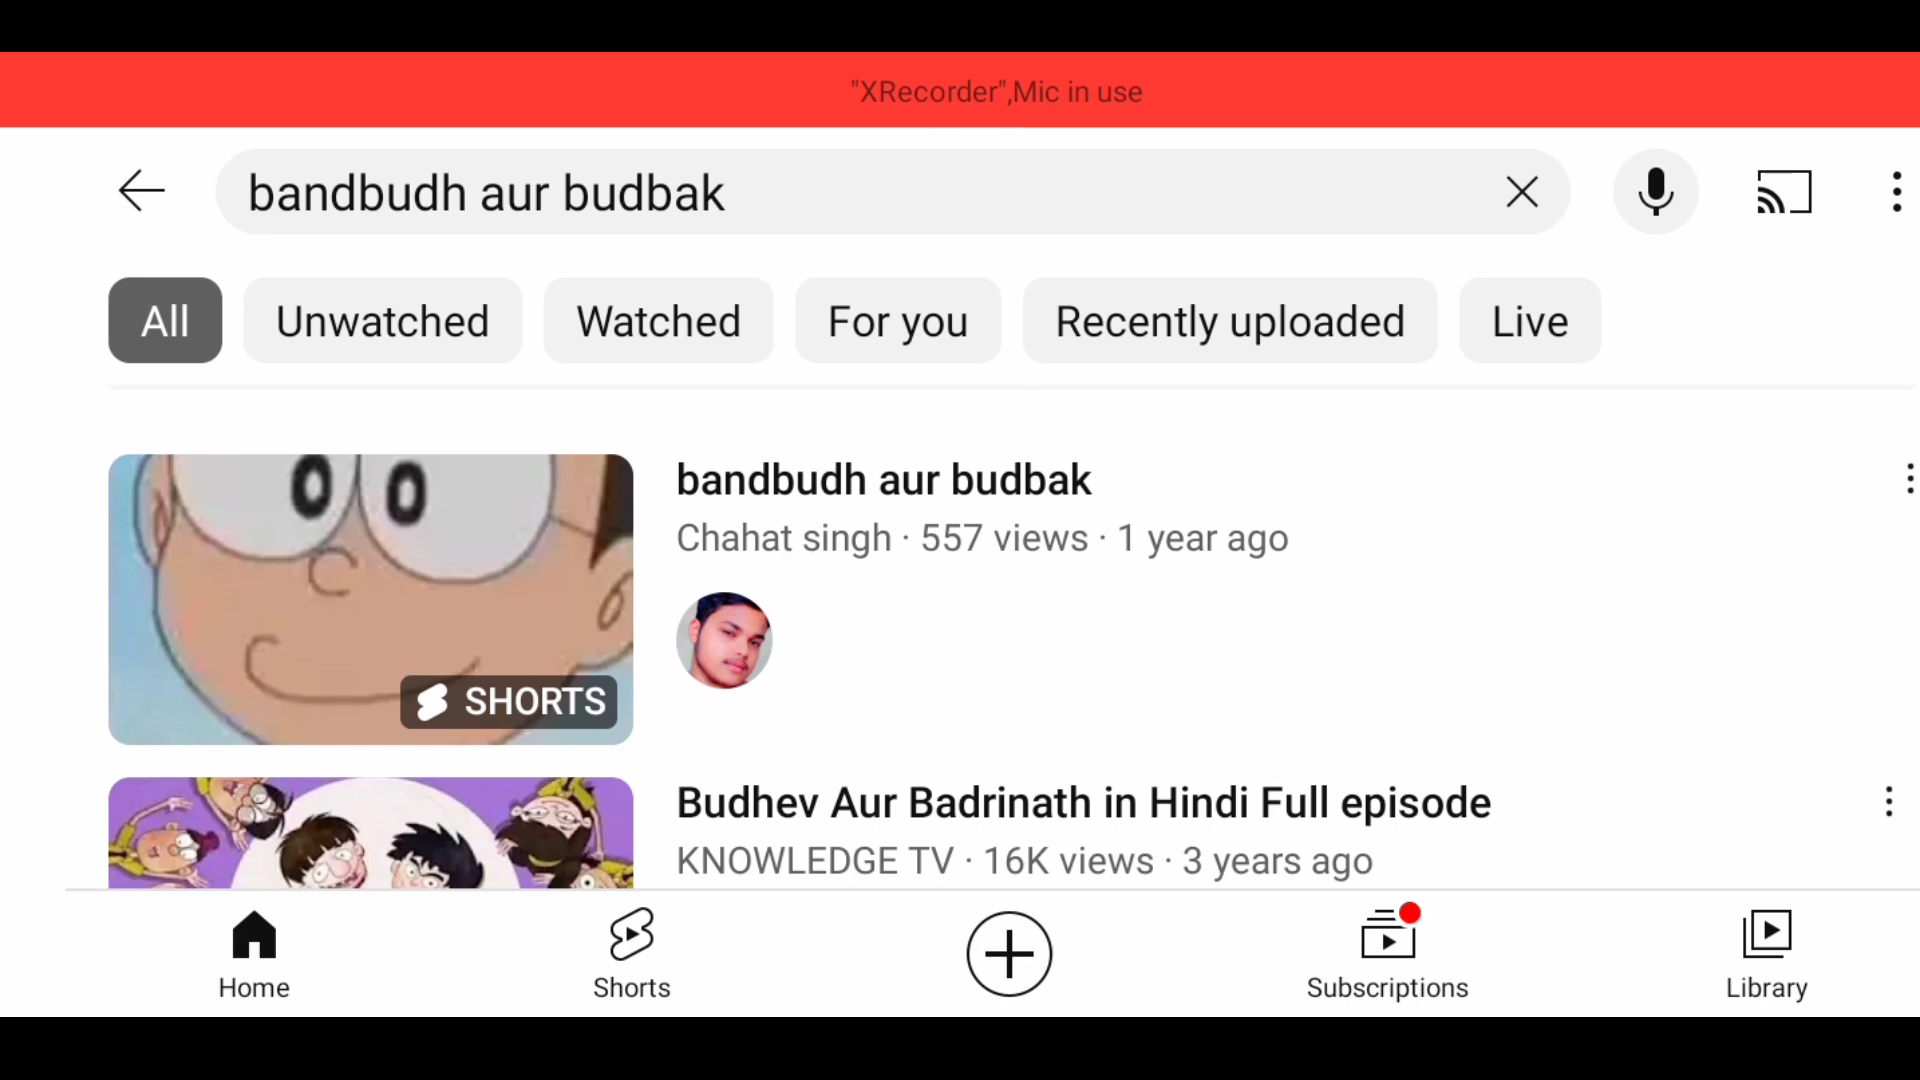 "XRecorder",Mic in use
bandbudh aur budbak
All Unwatched Watched For you Recently uploaded Live
bandbudh aur budbak
Chahat singh · 557 views · 1 year ago
SHORTS
Budhev Aur Badrinath in Hindi Full episode
KNOWLEDGE TV · 16K views · 3 years ago
Home Shorts Subscriptions Library